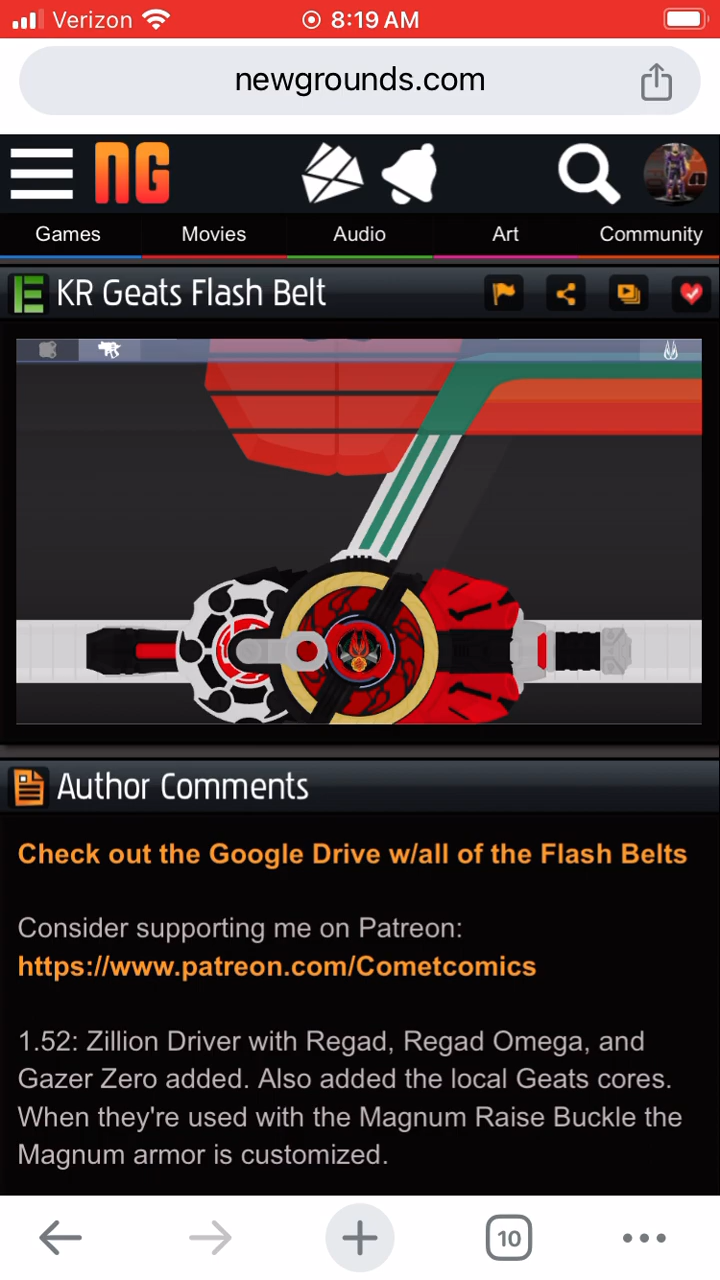 Verizon 8:19 AM
newgrounds.com
NG
Games Movies Audio Art Community
E KR Geats Flash Belt
Author Comments
Check out the Google Drive w/all of the Flash Belts
Consider supporting me on Patreon:
https://www.patreon.com/Cometcomics
1.52: Zillion Driver with Regad, Regad Omega, and
Gazer Zero added. Also added the local Geats cores.
When they're used with the Magnum Raise Buckle the
Magnum armor is customized.
10